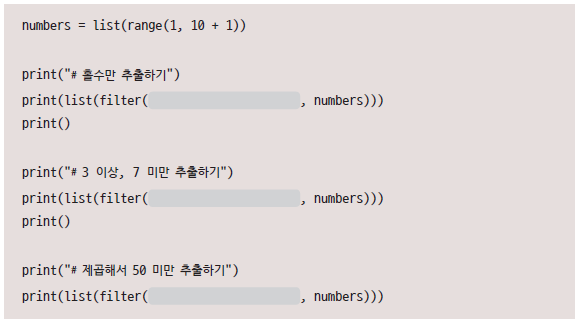 numbers = list(range(1, 10 + 1))
print("# 홀수만 추출하기")
print(list(filter( , numbers)))
print()
print("# 3 이상, 7 미만 추출하기")
print(list(filter( , numbers)))
print()
print("# 제곱해서 50 미만 추출하기")
print(list(filter( , numbers)))